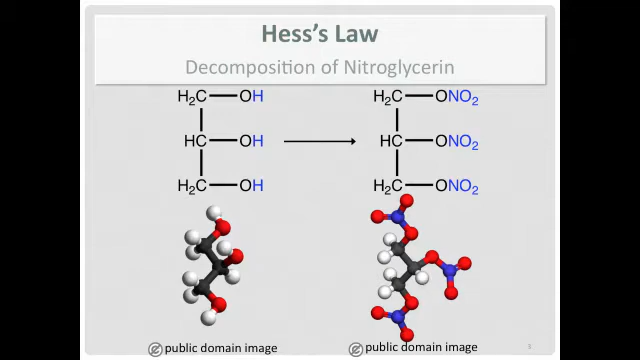 Hess's Law
Decomposition of Nitroglycerin
H₂C—OH
HC—OH
H₂C—OH
H₂C—ONO₂
HC—ONO₂
H₂C—ONO₂
public domain image
public domain image
3